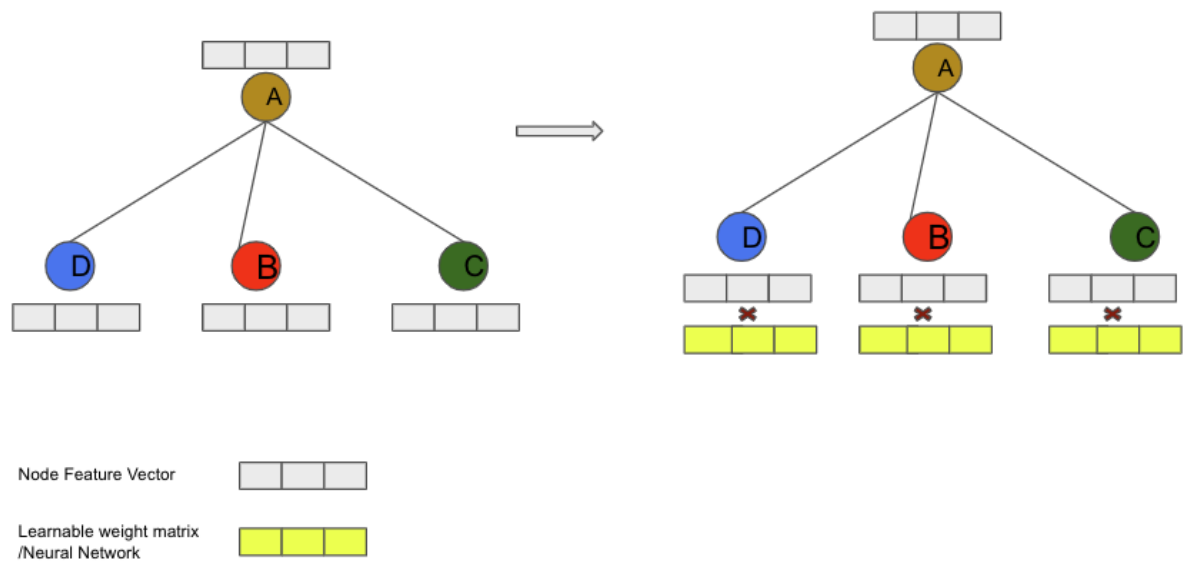 A
A
D
B
C
D
B
C
Node Feature Vector
Learnable weight matrix
/Neural Network